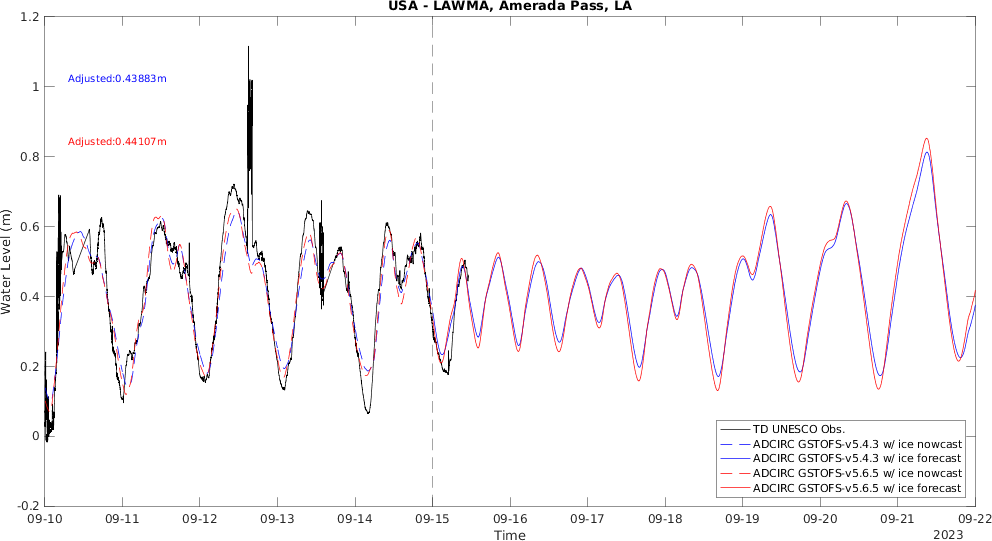 USA - LAWMA, Amerada Pass, LA
1.2
1
0.8
0.6
0.4
0.2
0
-0.2
Water Level (m)
Adjusted:0.43883m
Adjusted:0.44107m
TD UNESCO Obs.
ADCIRC GSTOFS-v5.4.3 w/ ice nowcast
ADCIRC GSTOFS-v5.4.3 w/ ice forecast
ADCIRC GSTOFS-v5.6.5 w/ ice nowcast
ADCIRC GSTOFS-v5.6.5 w/ ice forecast
09-10 09-11 09-12 09-13 09-14 09-15 09-16 09-17 09-18 09-19 09-20 09-21 09-22
Time
2023